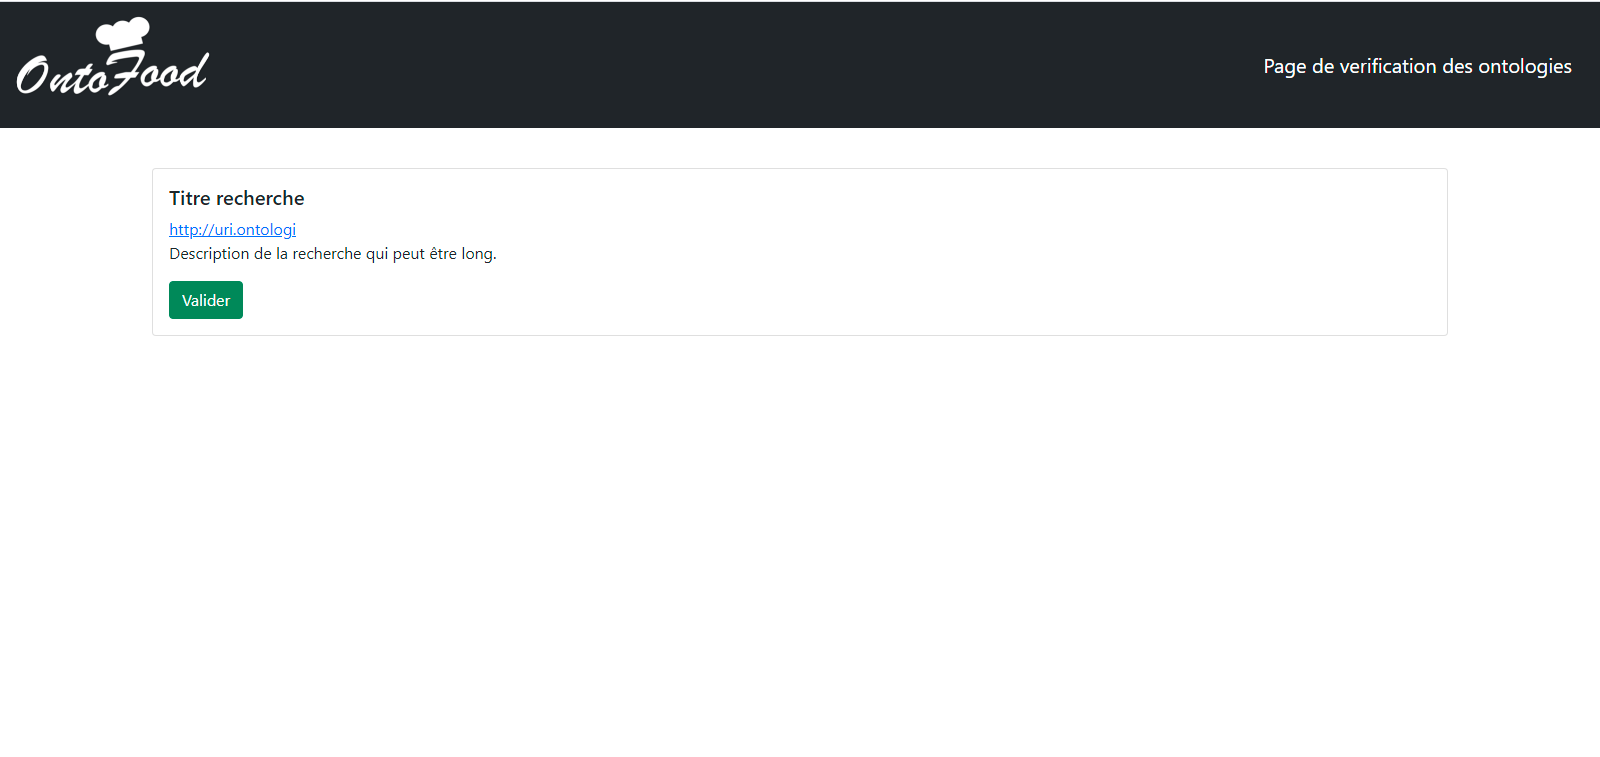 OntoFood
Page de verification des ontologies
Titre recherche
http://uri.ontologi
Description de la recherche qui peut être long.
Valider